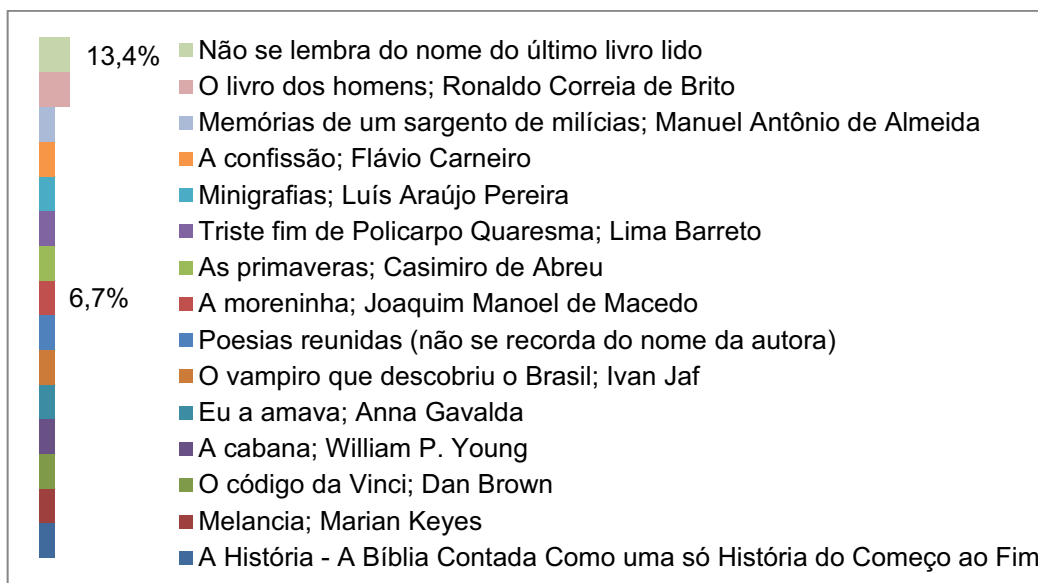 13,4%
Não se lembra do nome do último livro lido
O livro dos homens; Ronaldo Correia de Brito
Memórias de um sargento de milícias; Manuel Antônio de Almeida
A confissão; Flávio Carneiro
Minigrafias; Luís Araújo Pereira
Triste fim de Policarpo Quaresma; Lima Barreto
As primaveras; Casimiro de Abreu
6,7%
A moreninha; Joaquim Manoel de Macedo
Poesias reunidas (não se recorda do nome da autora)
O vampiro que descobriu o Brasil; Ivan Jaf
Eu a amava; Anna Gavalda
A cabana; William P. Young
O código da Vinci; Dan Brown
Melancia; Marian Keyes
A História - A Bíblia Contada Como uma só História do Começo ao Fim